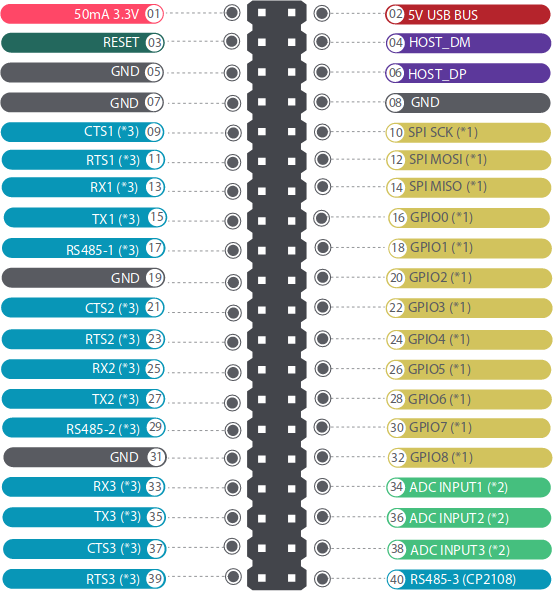 50mA 3.3V 01 02 5V USB BUS
RESET 03 04 HOST_DM
GND 05 06 HOST_DP
GND 07 08 GND
CTS1 (*3) 09 10 SPI SCK (*1)
RTS1 (*3) 11 12 SPI MOSI (*1)
RX1 (*3) 13 14 SPI MISO (*1)
TX1 (*3) 15 16 GPIO0 (*1)
RS485-1 (*3) 17 18 GPIO1 (*1)
GND 19 20 GPIO2 (*1)
CTS2 (*3) 21 22 GPIO3 (*1)
RTS2 (*3) 23 24 GPIO4 (*1)
RX2 (*3) 25 26 GPIO5 (*1)
TX2 (*3) 27 28 GPIO6 (*1)
RS485-2 (*3) 29 30 GPIO7 (*1)
GND 31 32 GPIO8 (*1)
RX3 (*3) 33 34 ADC INPUT1 (*2)
TX3 (*3) 35 36 ADC INPUT2 (*2)
CTS3 (*3) 37 38 ADC INPUT3 (*2)
RTS3 (*3) 39 40 RS485-3 (CP2108)